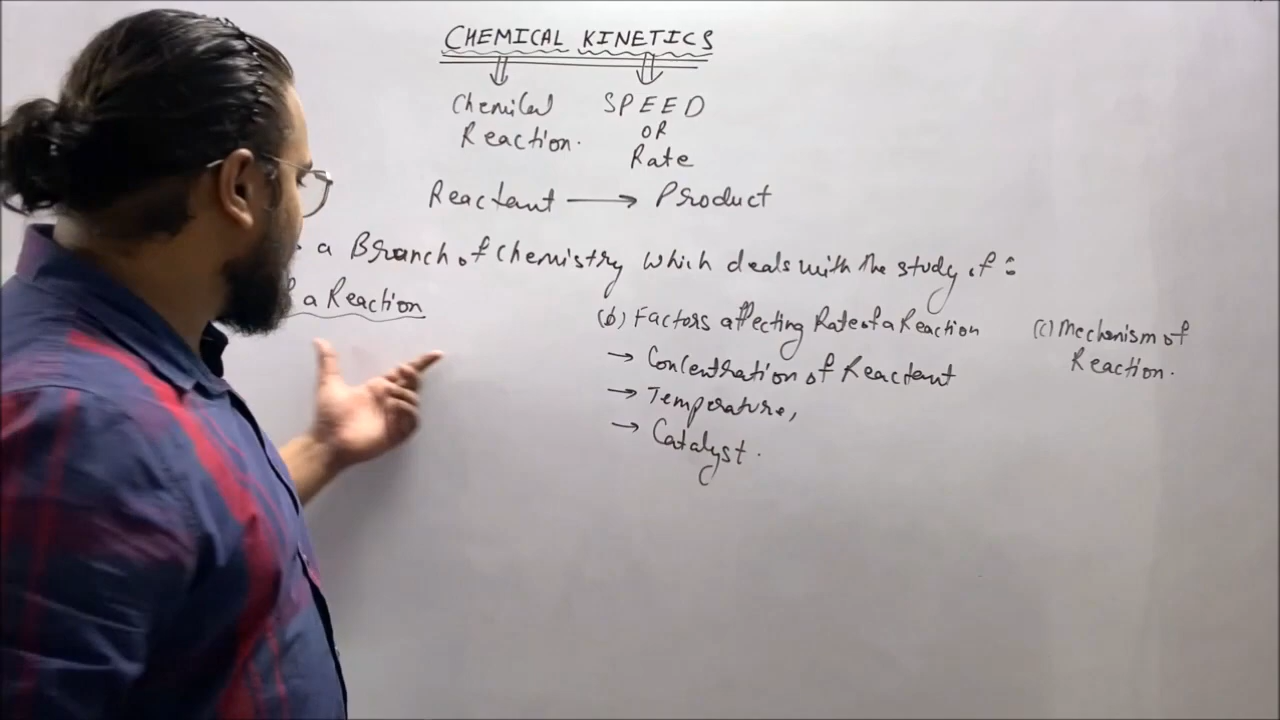 CHEMICAL KINETICS
Chemical SPEED
Reaction. OR
Rate
Reactant → Product
a Branch of Chemistry which deals with the study of :
a Reaction
(b) Factors affecting Rate of a Reaction
(c) Mechanism of
Reaction.
→ Concentration of Reactant
→ Temperature,
→ Catalyst.